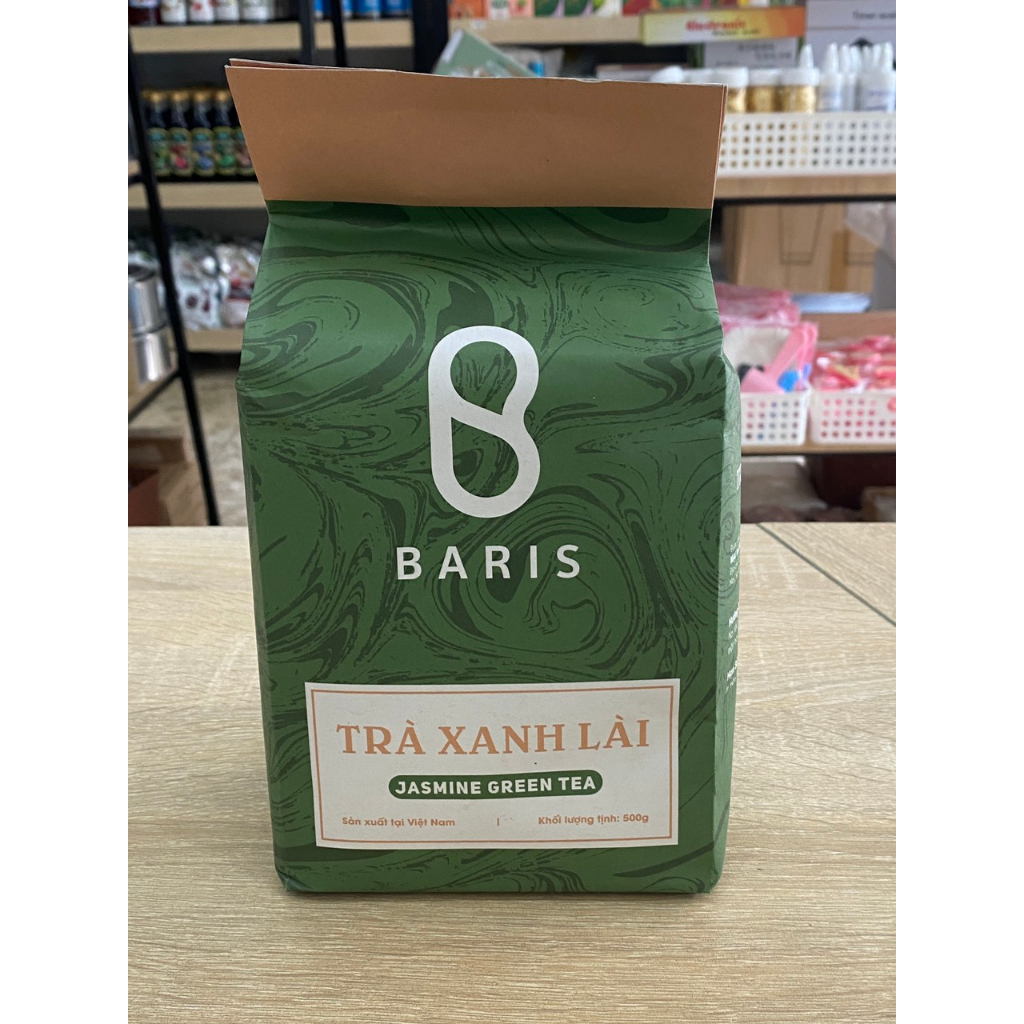 BARIS
TRÀ XANH LÀI
JASMINE GREEN TEA
Sản xuất tại Việt Nam | Khối lượng tịnh: 500g